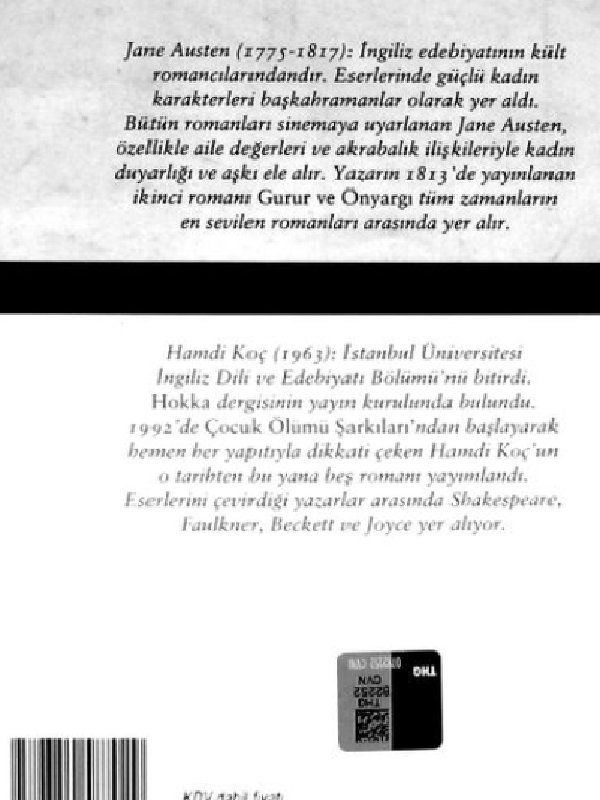 Jane Austen (1775-1817): İngiliz edebiyatının kült
romancılarındandır. Eserlerinde güçlü kadın
karakterleri başkahramanlar olarak yer aldı.
Bütün romanları sinemaya uyarlanan Jane Austen,
özellikle aile değerleri ve akrabalık ilişkileriyle kadın
duyarlığı ve aşkı ele alır. Yazarın 1813'de yayınlanan
ikinci romanı Gurur ve Önyargı tüm zamanların
en sevilen romanları arasında yer alır.
Hamdi Koç (1963): İstanbul Üniversitesi
İngiliz Dili ve Edebiyatı Bölümü'nü bitirdi.
Hokka dergisinin yayın kurulunda bulundu.
1992'de Çocuk Ölümü Şarkıları'ndan başlayarak
hemen her yapıtıyla dikkati çeken Hamdi Koç'un
o tarihten bu yana beş romanı yayımlandı.
Eserlerini çevirdiği yazarlar arasında Shakespeare,
Faulkner, Beckett ve Joyce yer alıyor.
THG
CVN
82252
THG
KDV dahil fiyatı